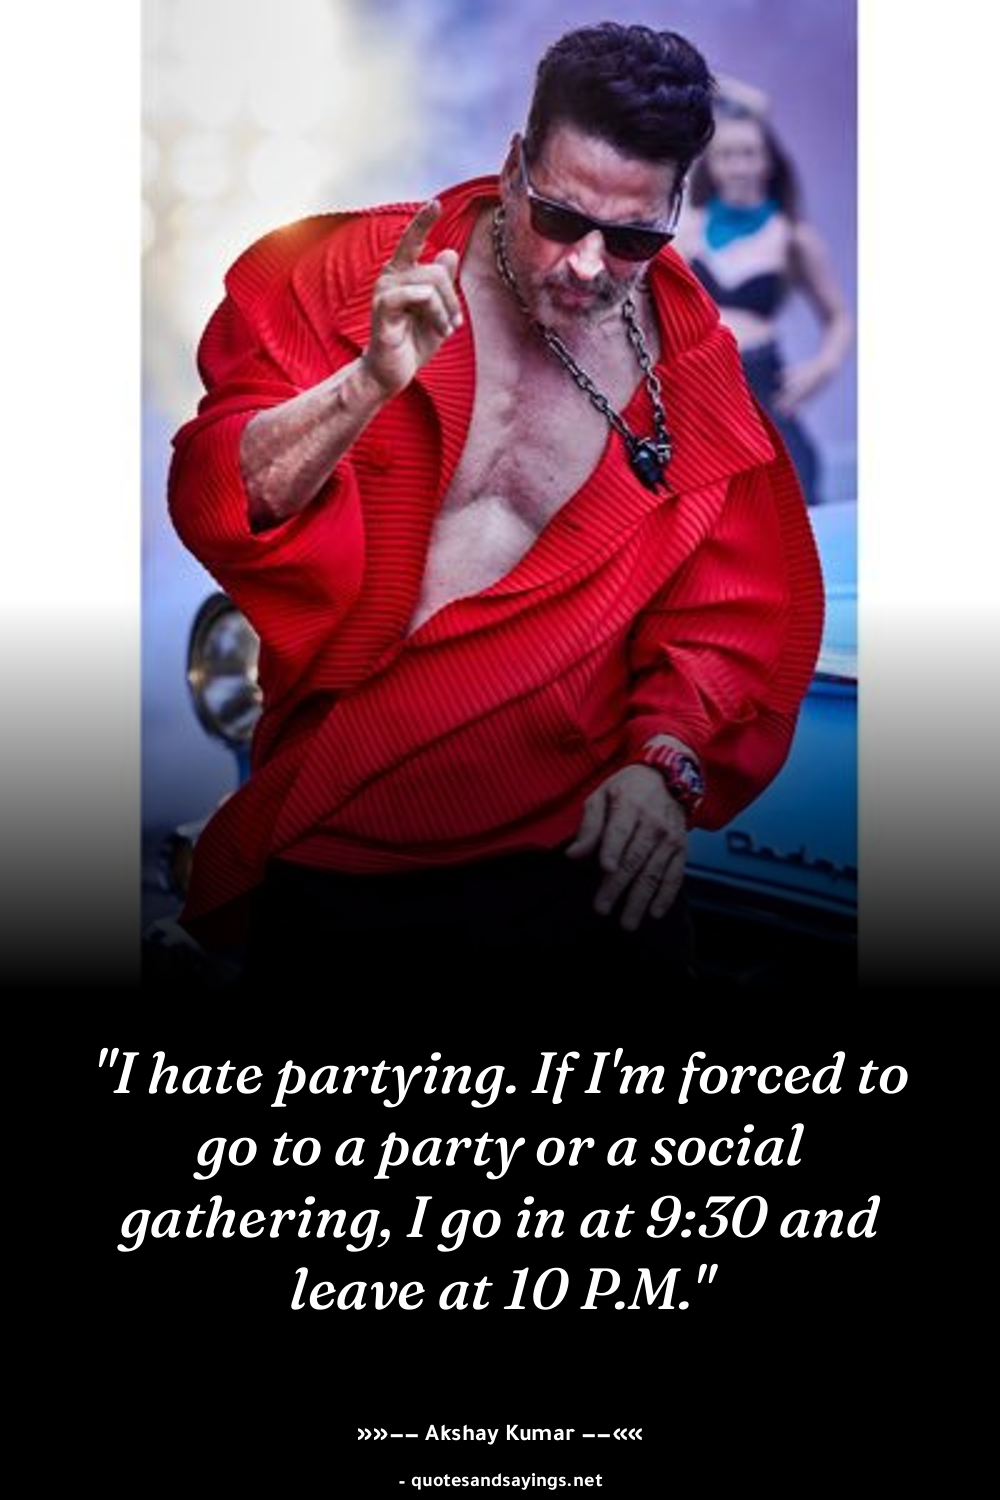 "I hate partying. If I'm forced to
go to a party or a social
gathering, I go in at 9:30 and
leave at 10 P.M."
»»-- Akshay Kumar --««
- quotesandsayings.net